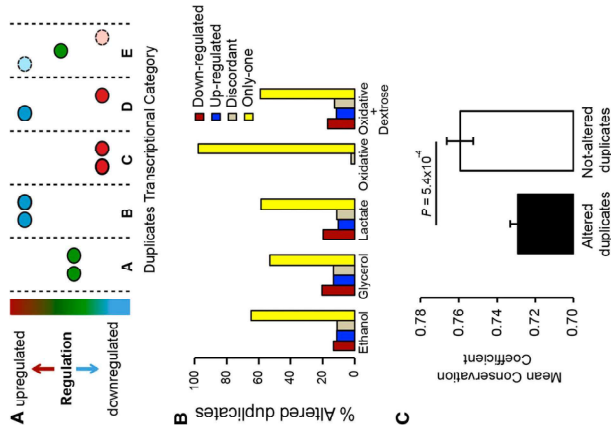 A
upregulated
Regulation
dcwnregulated
A
B
C
D
E
Duplicates Transcriptional Category
B
% Altered duplicates
100
80
60
40
20
0
Down-regulated
Up-regulated
Discordant
Only-one
Ethanol
Glycerol
Lactate
Oxidative
Oxidative
+
Dextrose
C
Mean Conservation
Coefficient
0.78
0.76
0.74
0.72
0.70
P = 5.4x10-4
Altered
duplicates
Not-altered
duplicates